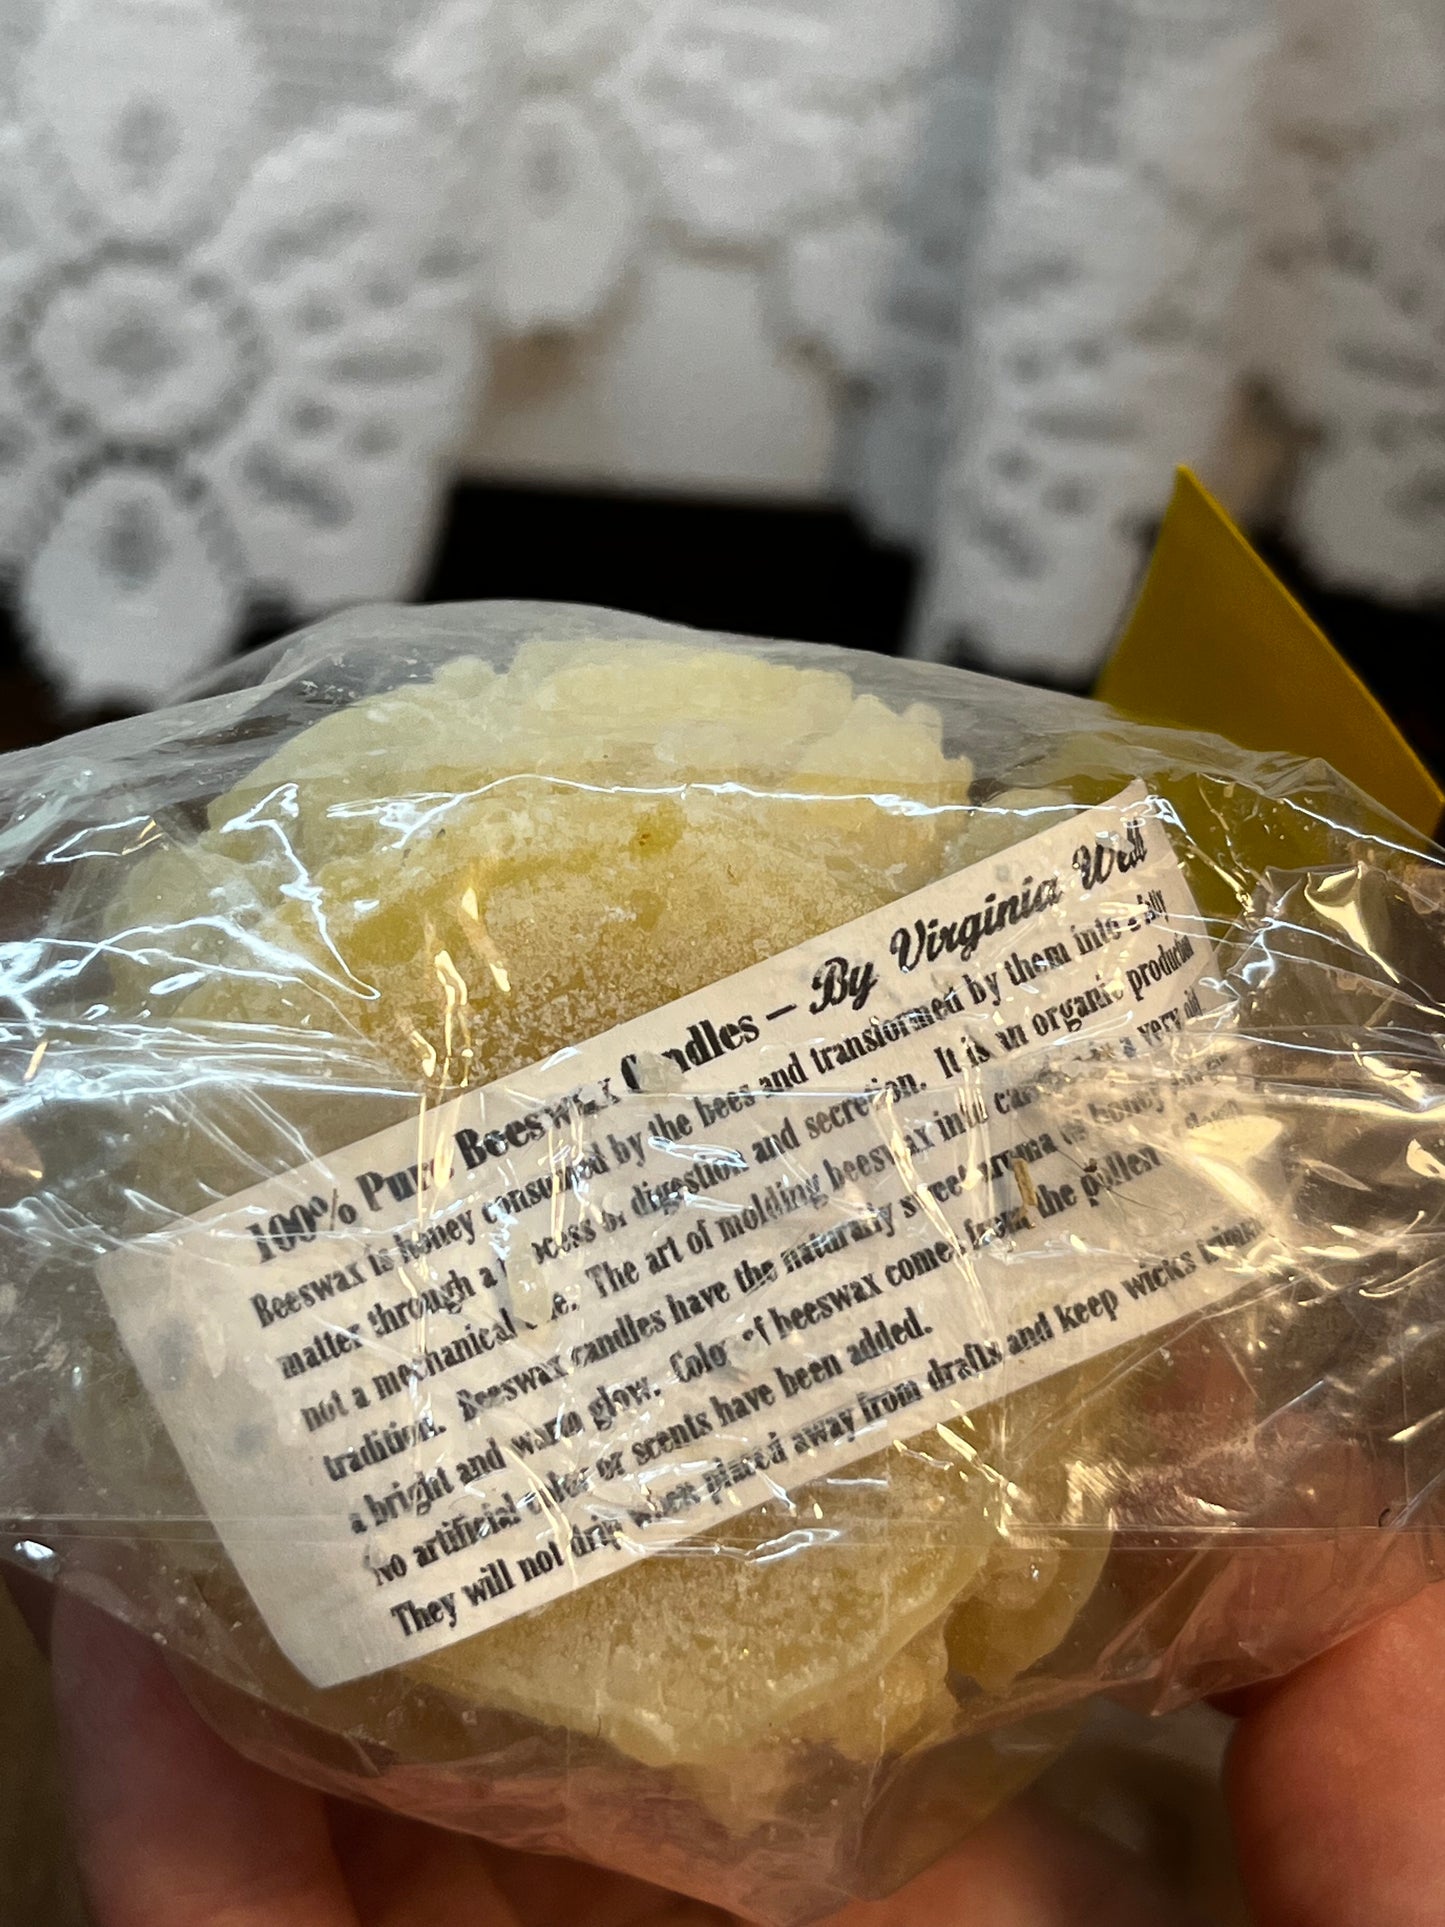 100% Pure Beeswax Candles – By Virginia
Beeswax is honey consumed by the bees and transformed by them into a fatty
matter through a process of digestion and secretion. It is an organic production
not a mechanical one. The art of molding beeswax into candles is a very old
tradition. Beeswax candles have the naturally sweet aroma of honey
a bright and warm glow. Color of beeswax comes from the pollen
No artificial color or scents have been added.
They will not drip when placed away from drafts and keep wicks trimmed